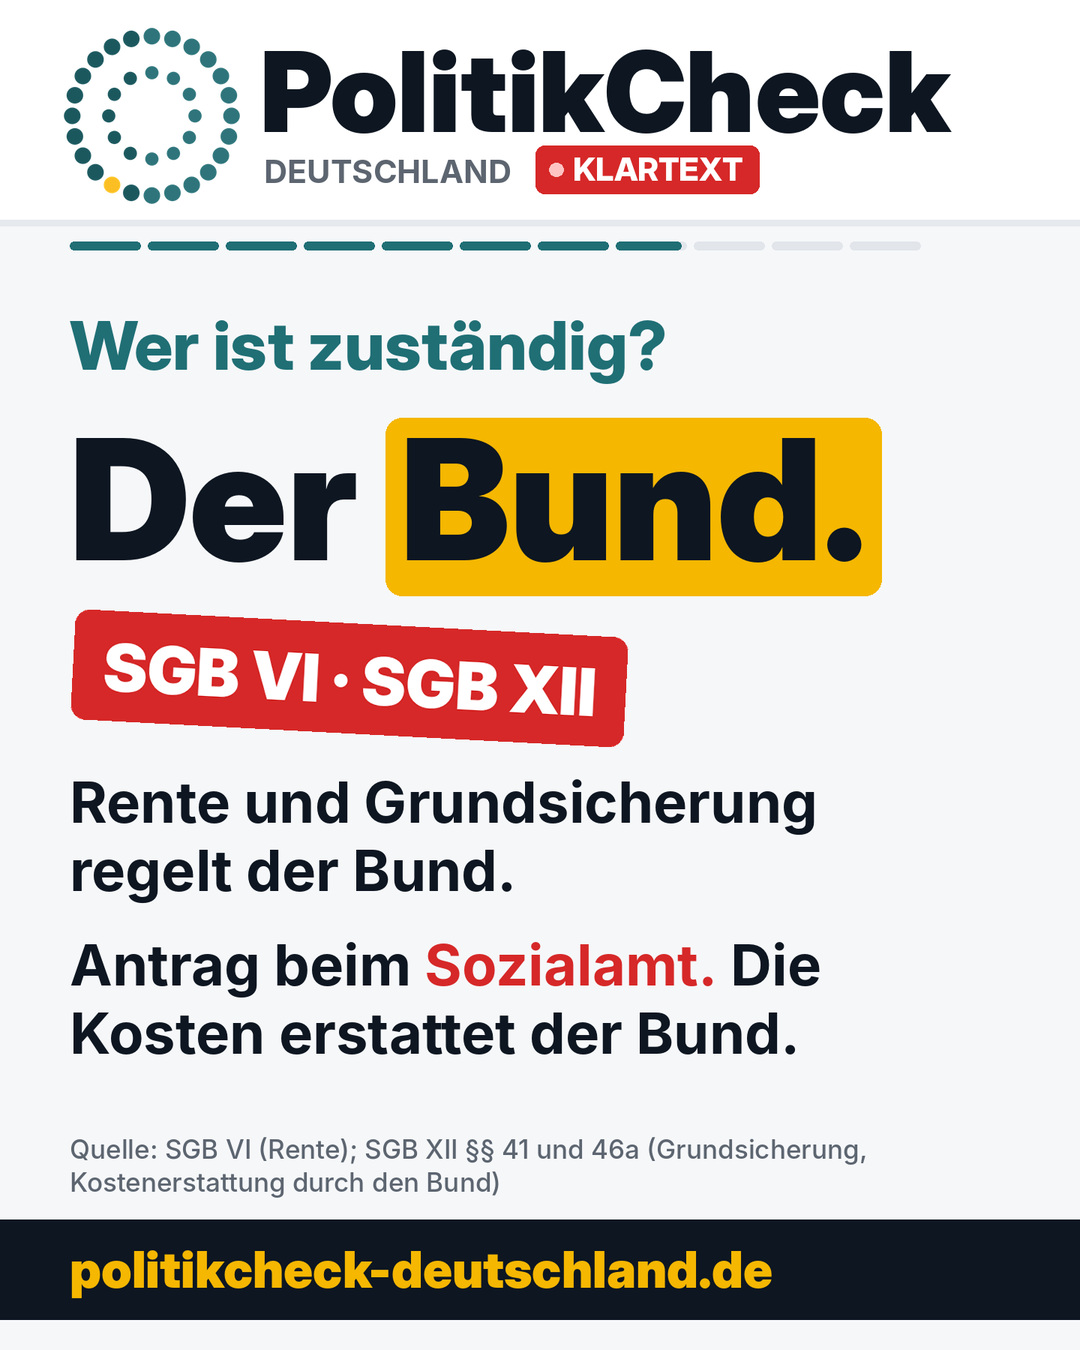 PolitikCheck
DEUTSCHLAND KLARTEXT
Wer ist zuständig?
Der Bund.
SGB VI · SGB XII
Rente und Grundsicherung
regelt der Bund.
Antrag beim Sozialamt. Die
Kosten erstattet der Bund.
Quelle: SGB VI (Rente); SGB XII §§ 41 und 46a (Grundsicherung,
Kostenerstattung durch den Bund)
politikcheck-deutschland.de